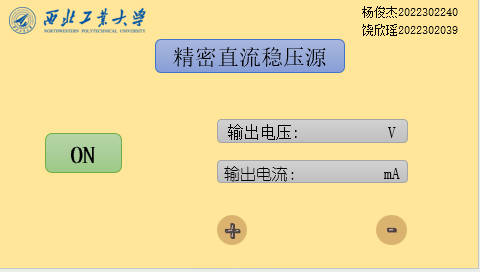 西北工业大学
NORTHWESTERN POLYTECHNICAL UNIVERSITY
杨俊杰2022302240
饶欣瑶2022302039
精密直流稳压源
ON
输出电压: V
输出电流: mA
+ -